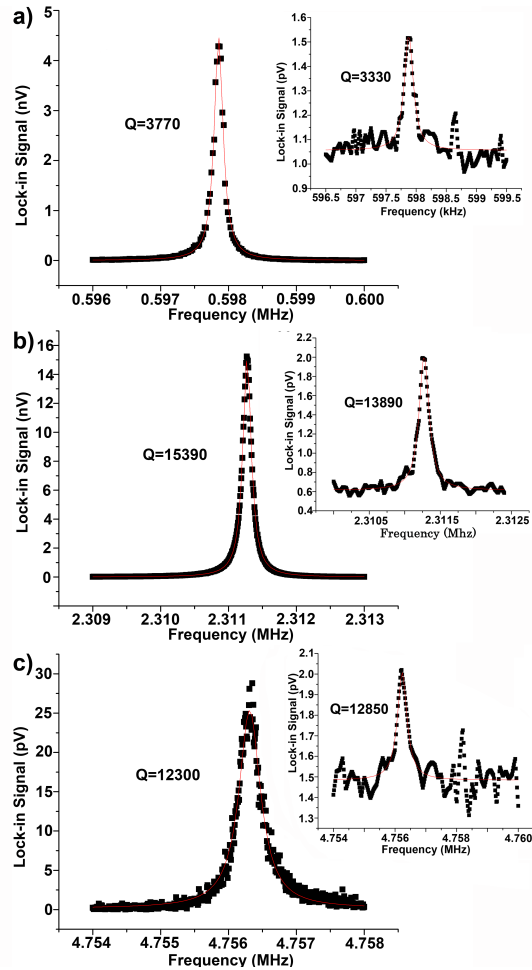 a)
5
4
3
2
1
0
Lock-in Signal (nV)
Q=3770
0.596 0.597 0.598 0.599 0.600
Frequency (MHz)
1.6
1.5
1.4
1.3
1.2
1.1
1.0
0.9
Lock-in Signal (pV)
Q=3330
596.5 597 597.5 598 598.5 599 599.5
Frequency (kHz)
b)
16
14
12
10
8
6
4
2
0
Lock-in Signal (nV)
Q=15390
2.309 2.310 2.311 2.312 2.313
Frequency (MHz)
2.2
2.0
1.8
1.6
1.4
1.2
1.0
0.8
0.6
0.4
Lock-in Signal (pV)
Q=13890
2.3105 2.3115 2.3125
Frequency (Mhz)
c)
30
25
20
15
10
5
0
Lock-in Signal (pV)
Q=12300
4.754 4.755 4.756 4.757 4.758
Frequency (MHz)
2.1
2.0
1.9
1.8
1.7
1.6
1.5
1.4
1.3
Lock-in Signal (pV)
Q=12850
4.754 4.756 4.758 4.760
Frequency (MHz)